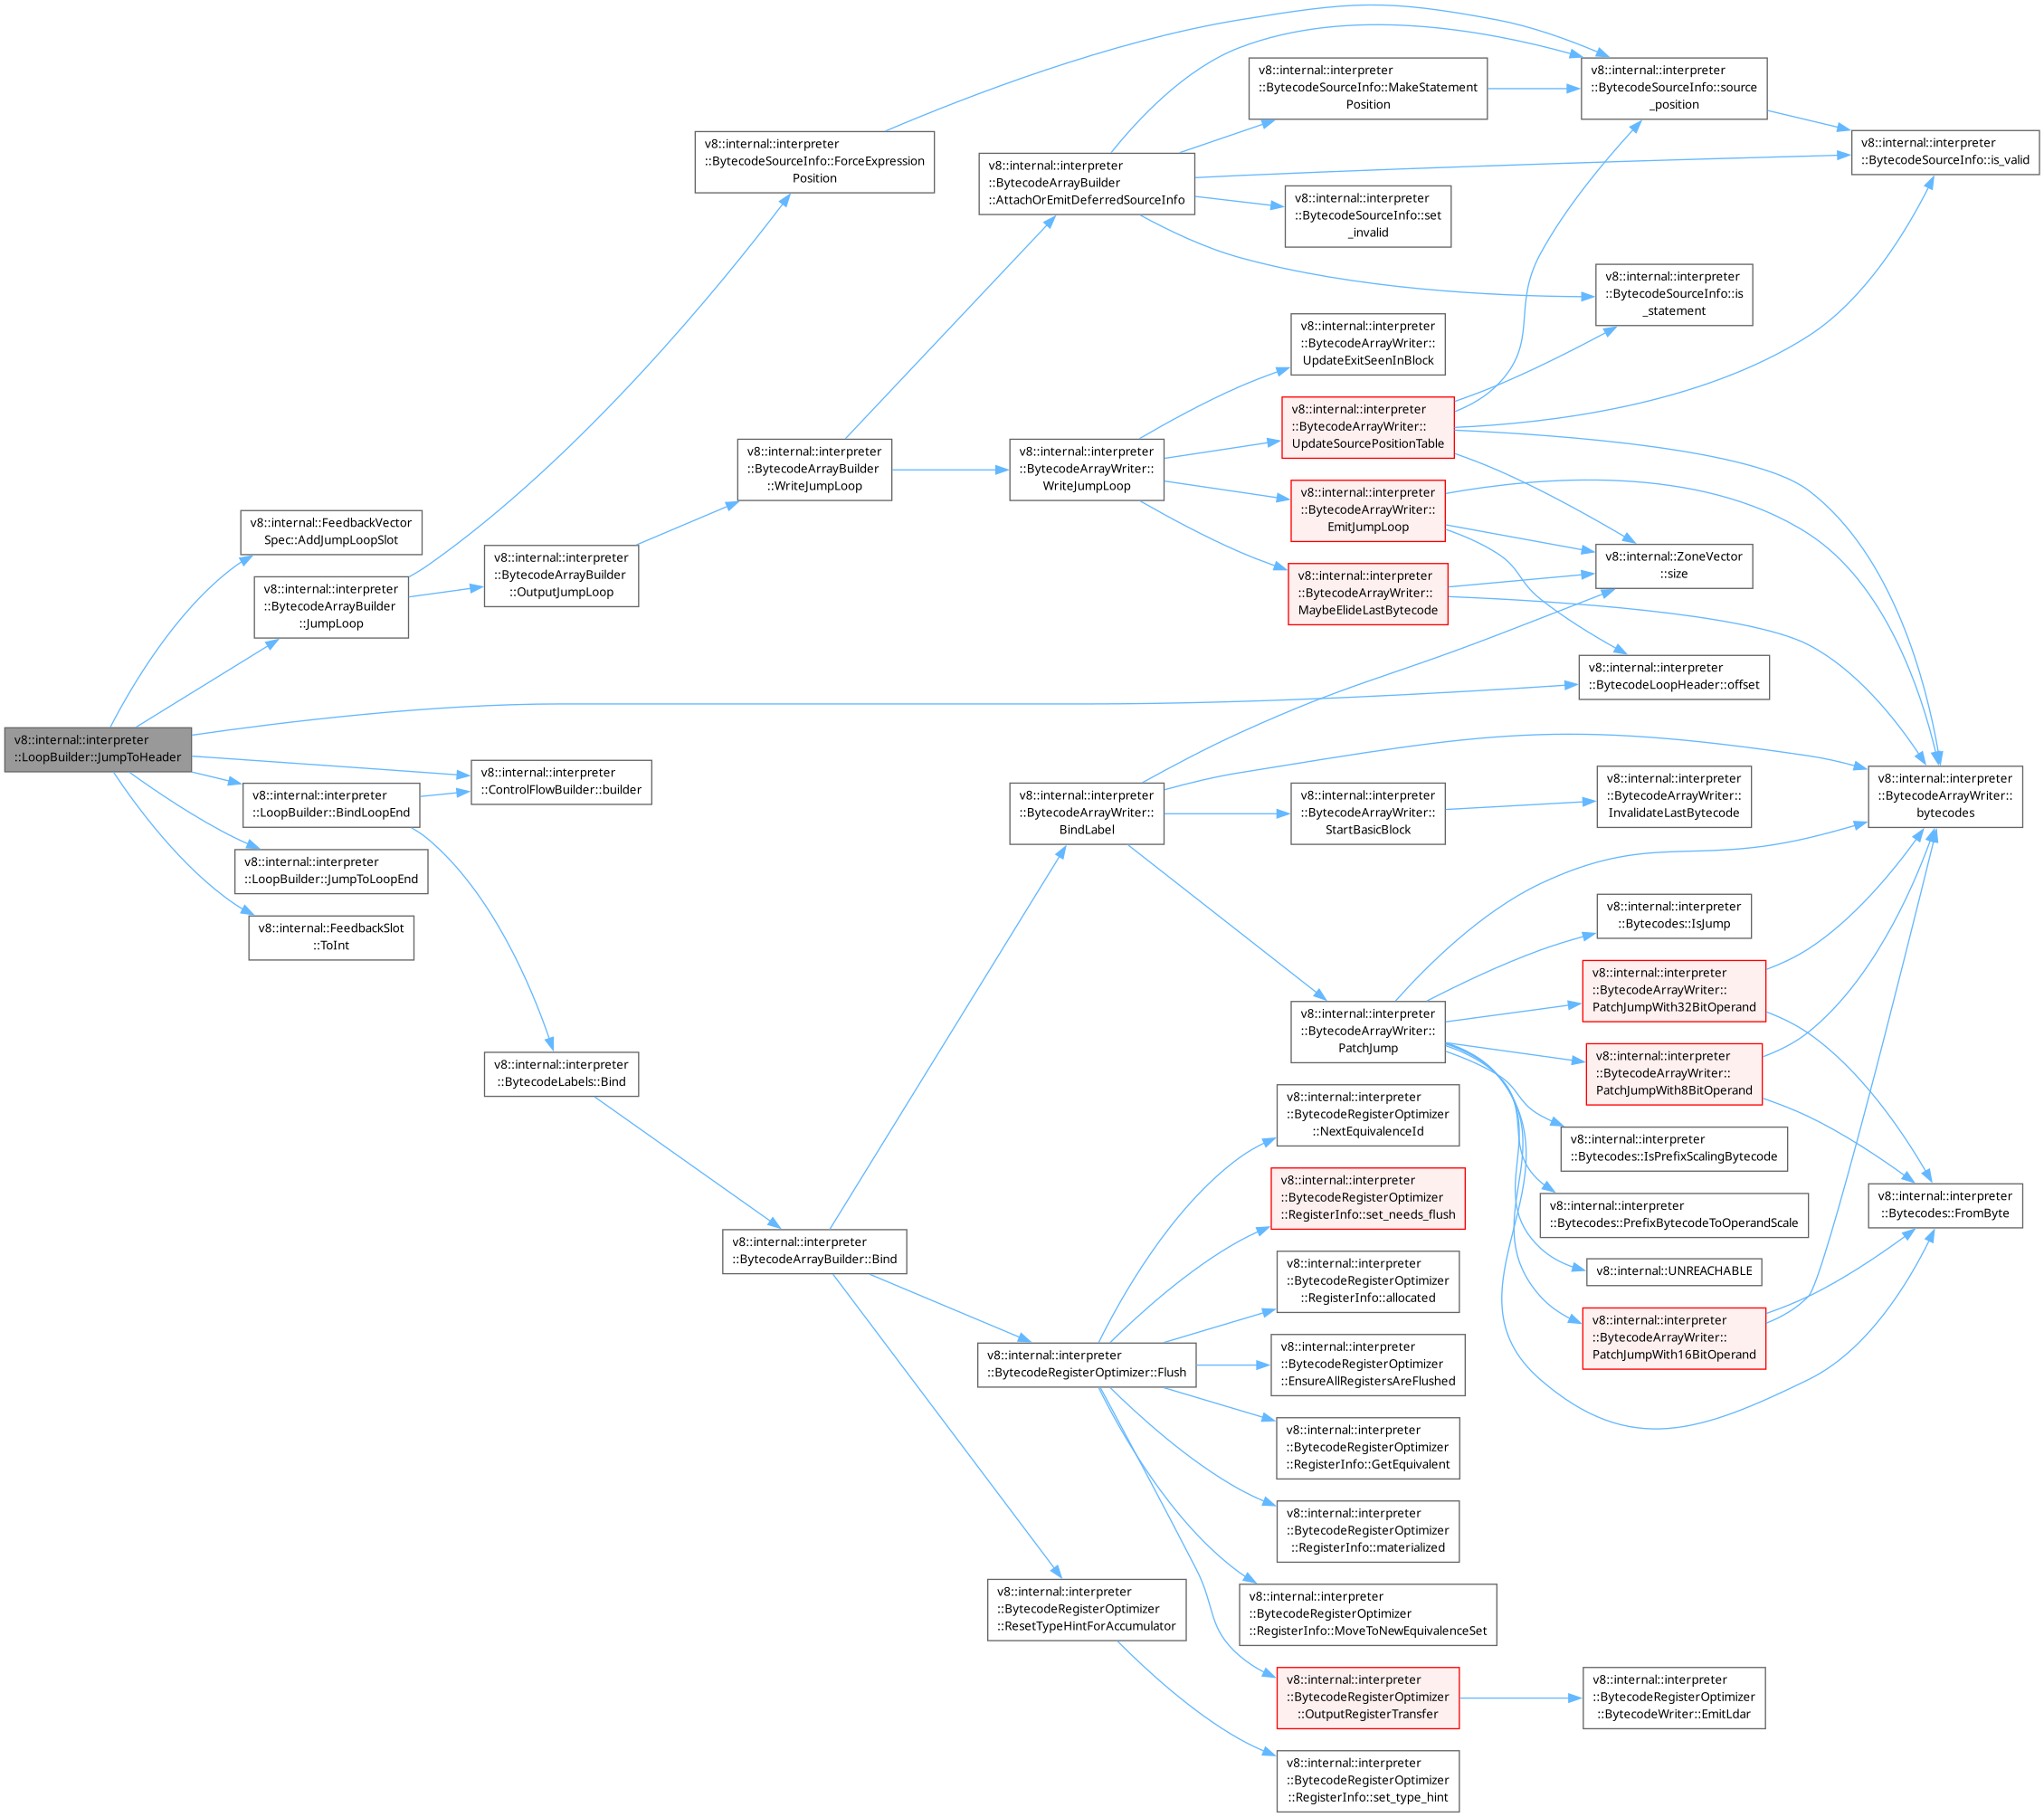 v8::internal::interpreter
::LoopBuilder::JumpToHeader
v8::internal::FeedbackVector
Spec::AddJumpLoopSlot
v8::internal::interpreter
::BytecodeArrayBuilder
::JumpLoop
v8::internal::interpreter
::LoopBuilder::BindLoopEnd
v8::internal::interpreter
::LoopBuilder::JumpToLoopEnd
v8::internal::FeedbackSlot
::ToInt
v8::internal::interpreter
::BytecodeArrayBuilder
::OutputJumpLoop
v8::internal::interpreter
::ControlFlowBuilder::builder
v8::internal::interpreter
::BytecodeLabels::Bind
v8::internal::interpreter
::BytecodeSourceInfo::ForceExpression
Position
v8::internal::interpreter
::BytecodeArrayBuilder
::WriteJumpLoop
v8::internal::interpreter
::BytecodeArrayBuilder::Bind
v8::internal::interpreter
::BytecodeArrayBuilder
::AttachOrEmitDeferredSourceInfo
v8::internal::interpreter
::BytecodeArrayWriter::
WriteJumpLoop
v8::internal::interpreter
::BytecodeArrayWriter::
BindLabel
v8::internal::interpreter
::BytecodeRegisterOptimizer::Flush
v8::internal::interpreter
::BytecodeRegisterOptimizer
::ResetTypeHintForAccumulator
v8::internal::interpreter
::BytecodeSourceInfo::MakeStatement
Position
v8::internal::interpreter
::BytecodeSourceInfo::set
_invalid
v8::internal::interpreter
::BytecodeArrayWriter::
UpdateExitSeenInBlock
v8::internal::interpreter
::BytecodeArrayWriter::
UpdateSourcePositionTable
v8::internal::interpreter
::BytecodeArrayWriter::
EmitJumpLoop
v8::internal::interpreter
::BytecodeArrayWriter::
MaybeElideLastBytecode
v8::internal::interpreter
::BytecodeArrayWriter::
StartBasicBlock
v8::internal::interpreter
::BytecodeArrayWriter::
PatchJump
v8::internal::interpreter
::BytecodeRegisterOptimizer
::NextEquivalenceId
v8::internal::interpreter
::BytecodeRegisterOptimizer
::RegisterInfo::set_needs_flush
v8::internal::interpreter
::BytecodeRegisterOptimizer
::RegisterInfo::allocated
v8::internal::interpreter
::BytecodeRegisterOptimizer
::EnsureAllRegistersAreFlushed
v8::internal::interpreter
::BytecodeRegisterOptimizer
::RegisterInfo::GetEquivalent
v8::internal::interpreter
::BytecodeRegisterOptimizer
::RegisterInfo::materialized
v8::internal::interpreter
::BytecodeRegisterOptimizer
::RegisterInfo::MoveToNewEquivalenceSet
v8::internal::interpreter
::BytecodeRegisterOptimizer
::OutputRegisterTransfer
v8::internal::interpreter
::BytecodeRegisterOptimizer
::RegisterInfo::set_type_hint
v8::internal::interpreter
::BytecodeSourceInfo::source
_position
v8::internal::interpreter
::BytecodeSourceInfo::is
_statement
v8::internal::ZoneVector
::size
v8::internal::interpreter
::BytecodeLoopHeader::offset
v8::internal::interpreter
::BytecodeArrayWriter::
InvalidateLastBytecode
v8::internal::interpreter
::Bytecodes::IsJump
v8::internal::interpreter
::BytecodeArrayWriter::
PatchJumpWith32BitOperand
v8::internal::interpreter
::BytecodeArrayWriter::
PatchJumpWith8BitOperand
v8::internal::interpreter
::Bytecodes::IsPrefixScalingBytecode
v8::internal::interpreter
::Bytecodes::PrefixBytecodeToOperandScale
v8::internal::UNREACHABLE
v8::internal::interpreter
::BytecodeArrayWriter::
PatchJumpWith16BitOperand
v8::internal::interpreter
::BytecodeRegisterOptimizer
::BytecodeWriter::EmitLdar
v8::internal::interpreter
::BytecodeSourceInfo::is_valid
v8::internal::interpreter
::BytecodeArrayWriter::
bytecodes
v8::internal::interpreter
::Bytecodes::FromByte